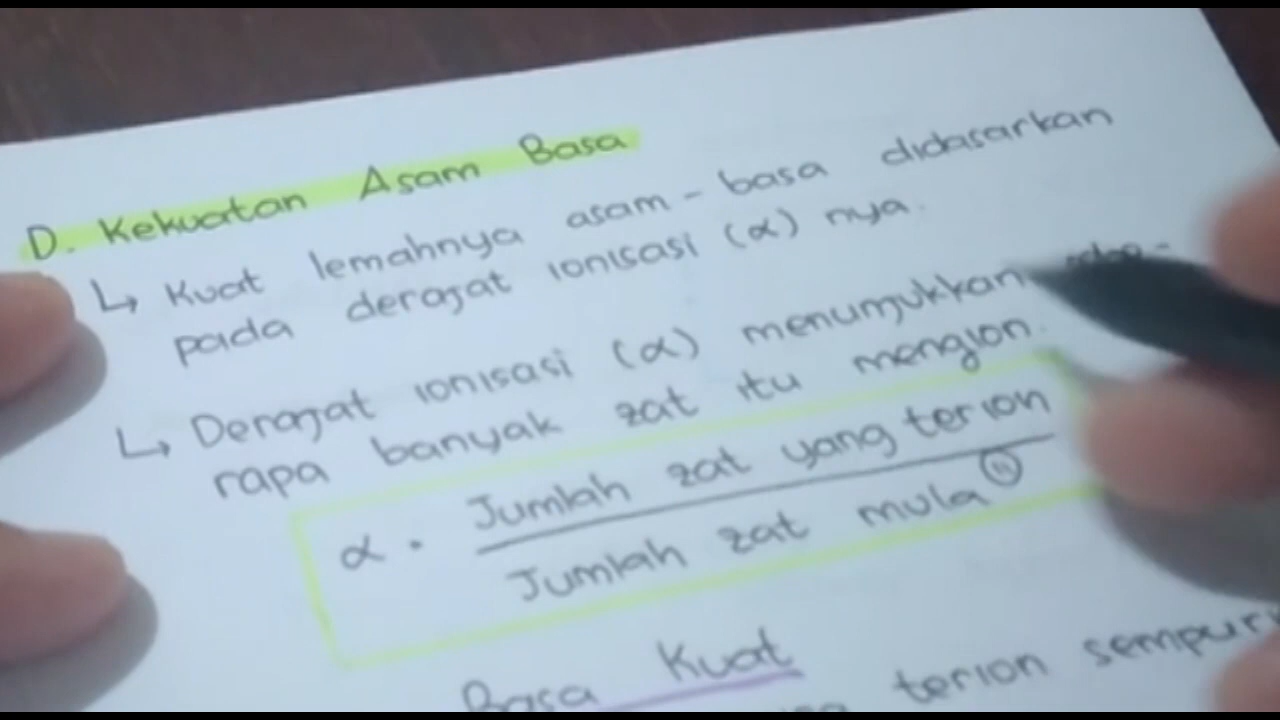 D. Kekuatan Asam Basa
↳ Kuat lemahnya asam - basa didasarkan
pada derajat ionisasi (α) nya.
↳ Derajat ionisasi (α) menunjukkan
rapa banyak zat itu mengion.
α = Jumlah zat yang terion
Jumlah zat mula②
Basa Kuat
terion